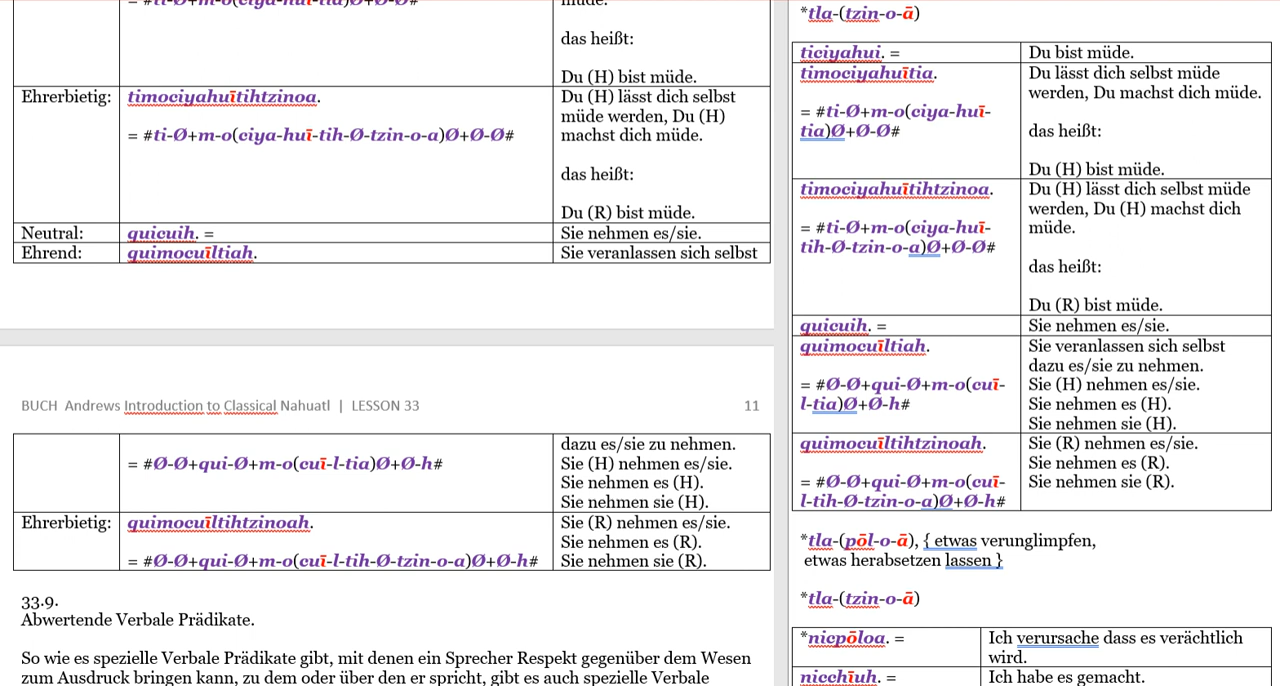 = #ti-Ø+m-o(ciya-huī-tia)Ø+Ø-Ø#
müde.
das heißt:
Du (H) bist müde.
Ehrerbietig:
timociyahuītihtzinoa.
= #ti-Ø+m-o(ciya-huī-tih-Ø-tzin-o-a)Ø+Ø-Ø#
Du (H) lässt dich selbst
müde werden, Du (H)
machst dich müde.
das heißt:
Du (R) bist müde.
Neutral:
quicuih. =
Sie nehmen es/sie.
Ehrend:
quimocuīltiah.
Sie veranlassen sich selbst
BUCH Andrews Introduction to Classical Nahuatl | LESSON 33
11
= #Ø-Ø+qui-Ø+m-o(cuī-l-tia)Ø+Ø-h#
dazu es/sie zu nehmen.
Sie (H) nehmen es/sie.
Sie nehmen es (H).
Sie nehmen sie (H).
Ehrerbietig:
quimocuīltihtzinoah.
= #Ø-Ø+qui-Ø+m-o(cuī-l-tih-Ø-tzin-o-a)Ø+Ø-h#
Sie (R) nehmen es/sie.
Sie nehmen es (R).
Sie nehmen sie (R).
33.9.
Abwertende Verbale Prädikate.
So wie es spezielle Verbale Prädikate gibt, mit denen ein Sprecher Respekt gegenüber dem Wesen
zum Ausdruck bringen kann, zu dem oder über den er spricht, gibt es auch spezielle Verbale
*tla-(tzin-o-ā)
ticiyahui. =
Du bist müde.
timociyahuītia.
= #ti-Ø+m-o(ciya-huī-
tia)Ø+Ø-Ø#
Du lässt dich selbst müde
werden, Du machst dich müde.
das heißt:
Du (H) bist müde.
timociyahuītihtzinoa.
= #ti-Ø+m-o(ciya-huī-
tih-Ø-tzin-o-a)Ø+Ø-Ø#
Du (H) lässt dich selbst müde
werden, Du (H) machst dich
müde.
das heißt:
Du (R) bist müde.
quicuih. =
Sie nehmen es/sie.
quimocuīltiah.
= #Ø-Ø+qui-Ø+m-o(cuī-
l-tia)Ø+Ø-h#
Sie veranlassen sich selbst
dazu es/sie zu nehmen.
Sie (H) nehmen es/sie.
Sie nehmen es (H).
Sie nehmen sie (H).
quimocuīltihtzinoah.
= #Ø-Ø+qui-Ø+m-o(cuī-
l-tih-Ø-tzin-o-a)Ø+Ø-h#
Sie (R) nehmen es/sie.
Sie nehmen es (R).
Sie nehmen sie (R).
*tla-(pōl-o-ā), { etwas verunglimpfen,
etwas herabsetzen lassen }
*tla-(tzin-o-ā)
*nicpōloa. =
Ich verursache dass es verächtlich
wird.
nicchīuh. =
Ich habe es gemacht.